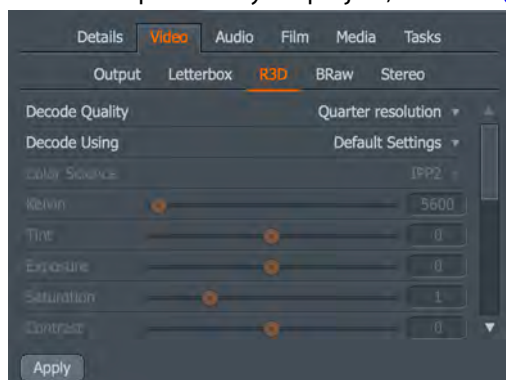 Details Video Audio Film Media Tasks
Output Letterbox R3D BRaw Stereo
Decode Quality Quarter resolution
Decode Using Default Settings
Color Science IPP2
Kelvin 5600
Tint 0
Exposure 0
Saturation 1
Contrast 0
Apply